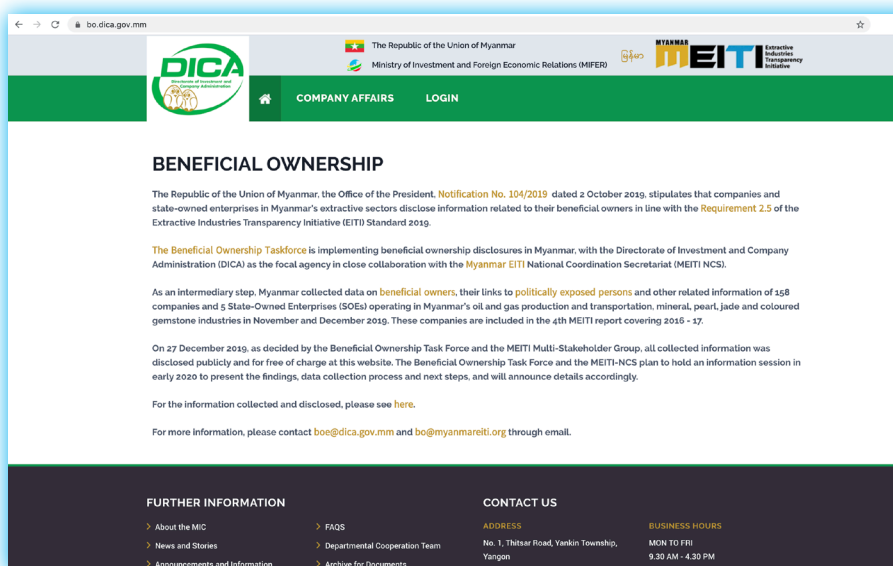 bo.dica.gov.mm
The Republic of the Union of Myanmar
Ministry of Investment and Foreign Economic Relations (MIFER)
မြန်မာ
MYANMAR
MEITI
Extractive
Industries
Transparency
Initiative
DICA
Directorate of Investment and
Company Administration
COMPANY AFFAIRS
LOGIN
BENEFICIAL OWNERSHIP
The Republic of the Union of Myanmar, the Office of the President, Notification No. 104/2019 dated 2 October 2019, stipulates that companies and
state-owned enterprises in Myanmar's extractive sectors disclose information related to their beneficial owners in line with the Requirement 2.5 of the
Extractive Industries Transparency Initiative (EITI) Standard 2019.
The Beneficial Ownership Taskforce is implementing beneficial ownership disclosures in Myanmar, with the Directorate of Investment and Company
Administration (DICA) as the focal agency in close collaboration with the Myanmar EITI National Coordination Secretariat (MEITI NCS).
As an intermediary step, Myanmar collected data on beneficial owners, their links to politically exposed persons and other related information of 158
companies and 5 State-Owned Enterprises (SOEs) operating in Myanmar's oil and gas production and transportation, mineral, pearl, jade and coloured
gemstone industries in November and December 2019. These companies are included in the 4th MEITI report covering 2016 - 17.
On 27 December 2019, as decided by the Beneficial Ownership Task Force and the MEITI Multi-Stakeholder Group, all collected information was
disclosed publicly and for free of charge at this website. The Beneficial Ownership Task Force and the MEITI-NCS plan to hold an information session in
early 2020 to present the findings, data collection process and next steps, and will announce details accordingly.
For the information collected and disclosed, please see here.
For more information, please contact boe@dica.gov.mm and bo@myanmareiti.org through email.
FURTHER INFORMATION
About the MIC
News and Stories
Announcements and Information
FAQS
Departmental Cooperation Team
Archive for Documents
CONTACT US
ADDRESS
No. 1, Thitsar Road, Yankin Township,
Yangon
BUSINESS HOURS
MON TO FRI
9.30 AM - 4.30 PM